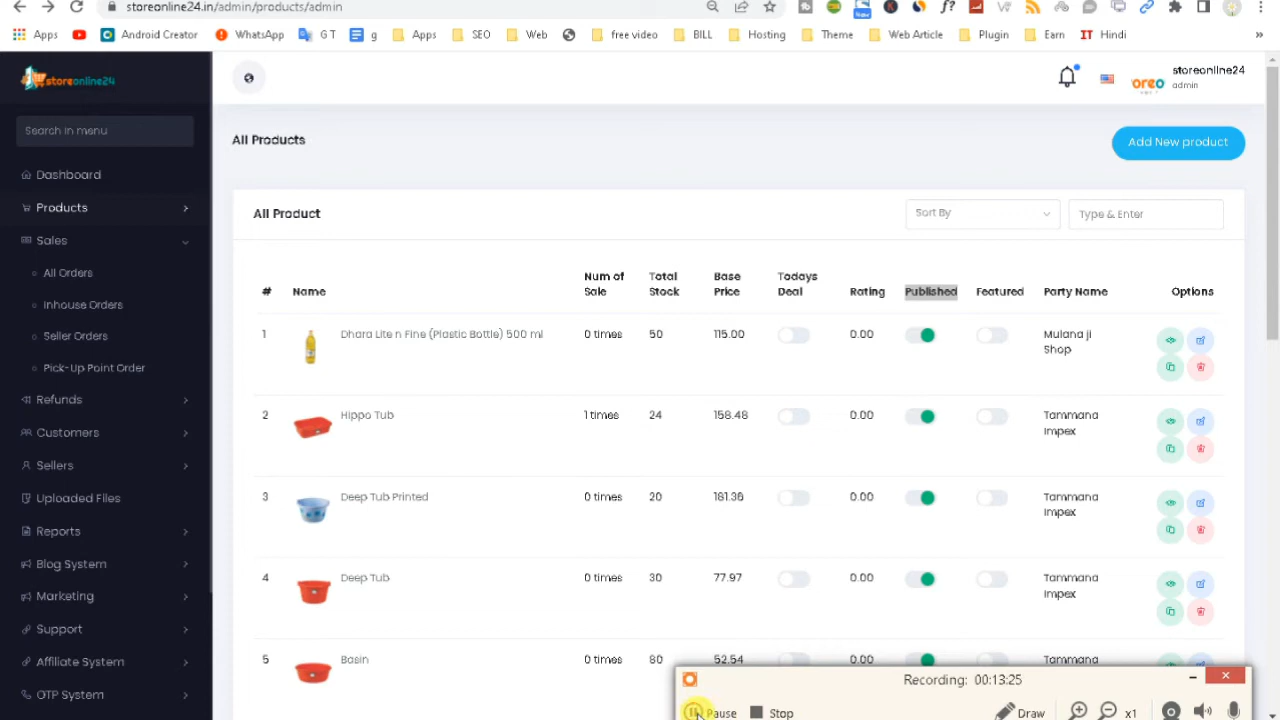 storeonline24.in/admin/products/admin
Apps
Android Creator
WhatsApp
G T
g
Apps
SEO
Web
free video
BILL
Hosting
Theme
Web Article
Plugin
Earn
IT Hindi
»
storeonline24
Search in menu
Dashboard
Products
Sales
All Orders
Inhouse Orders
Seller Orders
Pick-Up Point Order
Refunds
Customers
Sellers
Uploaded Files
Reports
Blog System
Marketing
Support
Affiliate System
OTP System
oreo
storeonline24
admin
All Products
Add New product
All Product
Sort By
Type & Enter
# Name Num of Sale Total Stock Base Price Todays Deal Rating Published Featured Party Name Options
1 Dhara Lite n Fine (Plastic Bottle) 500 ml 0 times 50 115.00 0.00 Mulana ji Shop
2 Hippo Tub 1 times 24 158.48 0.00 Tammana Impex
3 Deep Tub Printed 0 times 20 161.36 0.00 Tammana Impex
4 Deep Tub 0 times 30 77.97 0.00 Tammana Impex
5 Basin 0 times 60 52.54 0.00 Tammana
Recording: 00:13:25
Pause
Stop
Draw
x1